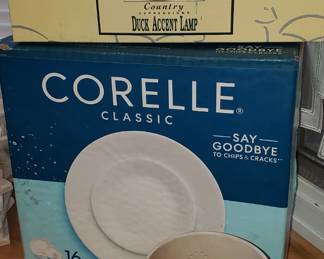 Country
DUCK ACCENT LAMP
CORELLE®
CLASSIC
SAY
GOODBYE
TO CHIPS & CRACKS
16